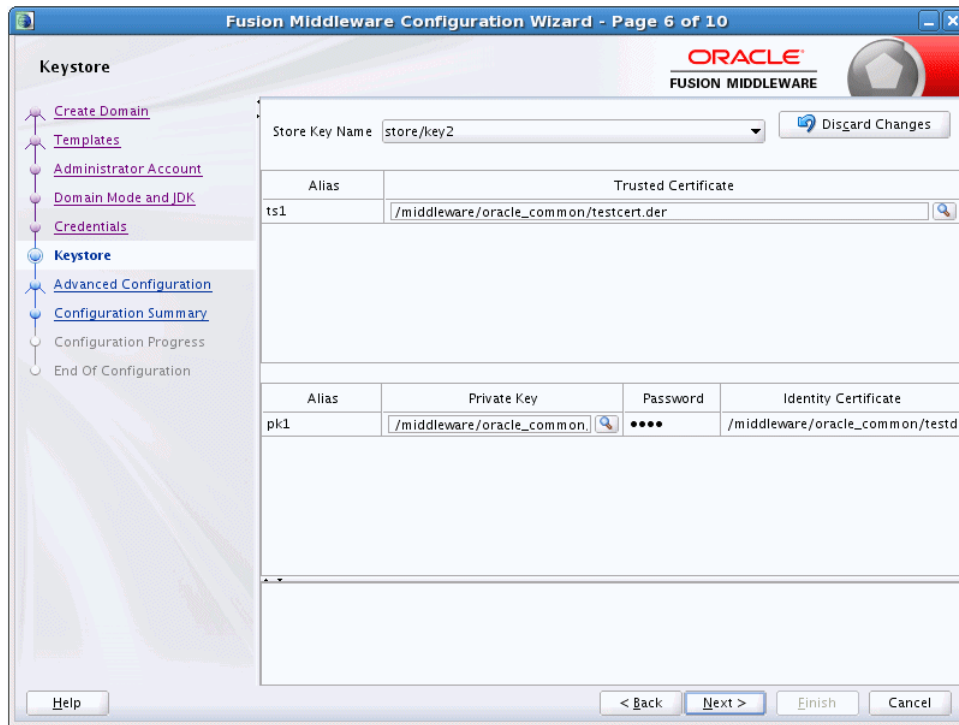 Fusion Middleware Configuration Wizard - Page 6 of 10
Keystore
ORACLE
FUSION MIDDLEWARE
Create Domain
Templates
Administrator Account
Domain Mode and JDK
Credentials
Keystore
Advanced Configuration
Configuration Summary
Configuration Progress
End Of Configuration
Store Key Name store/key2 Discard Changes
Alias Trusted Certificate
ts1 /middleware/oracle_common/testcert.der
Alias Private Key Password Identity Certificate
pk1 /middleware/oracle_common •••• /middleware/oracle_common/testd
Help < Back Next > Finish Cancel